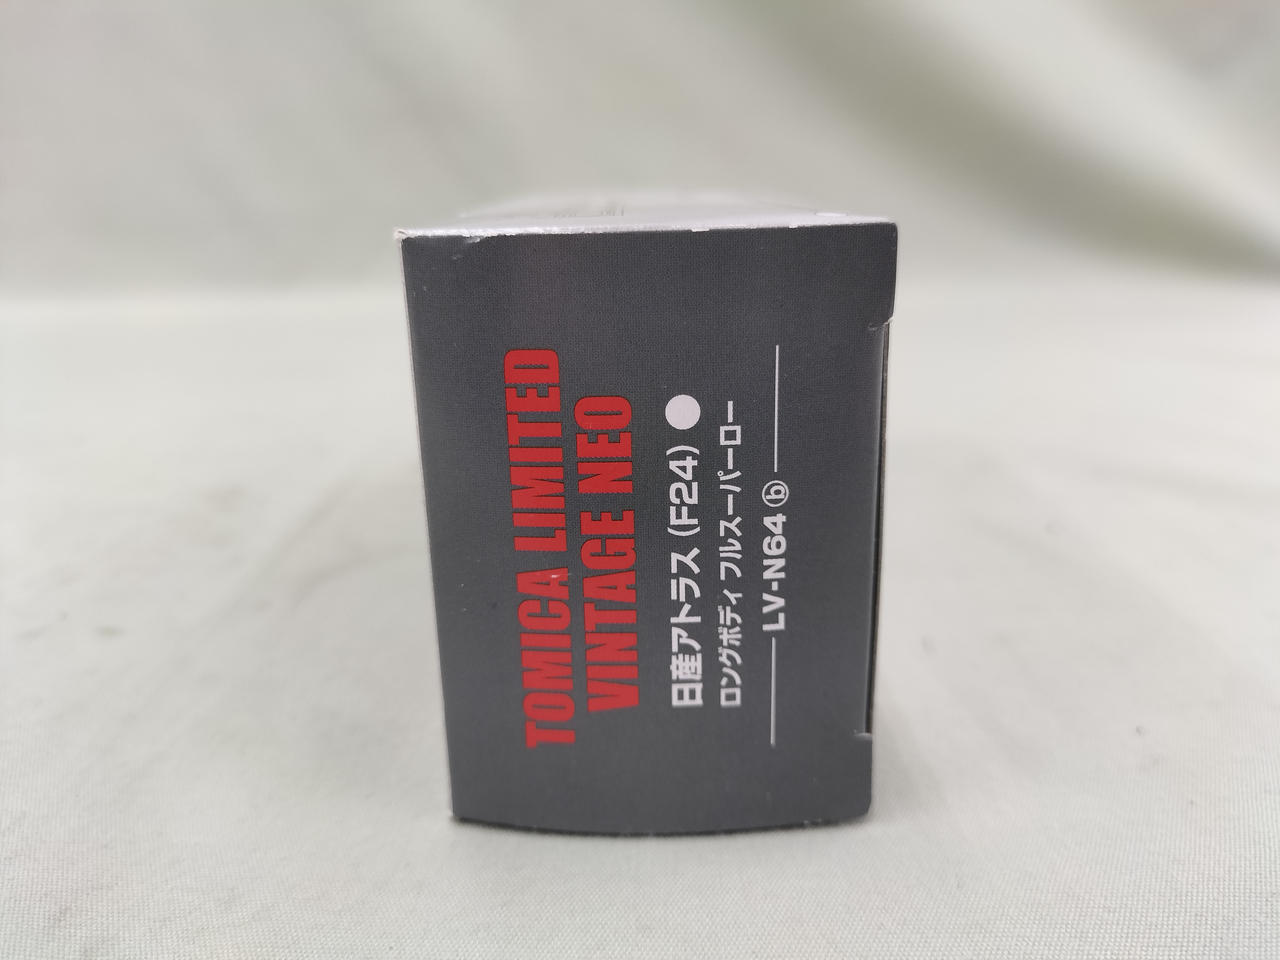 TOMICA LIMITED
VINTAGE NEO
日産アトラス (F24)
ロングボディ フルスーパーロー
LV-N64 ⓑ